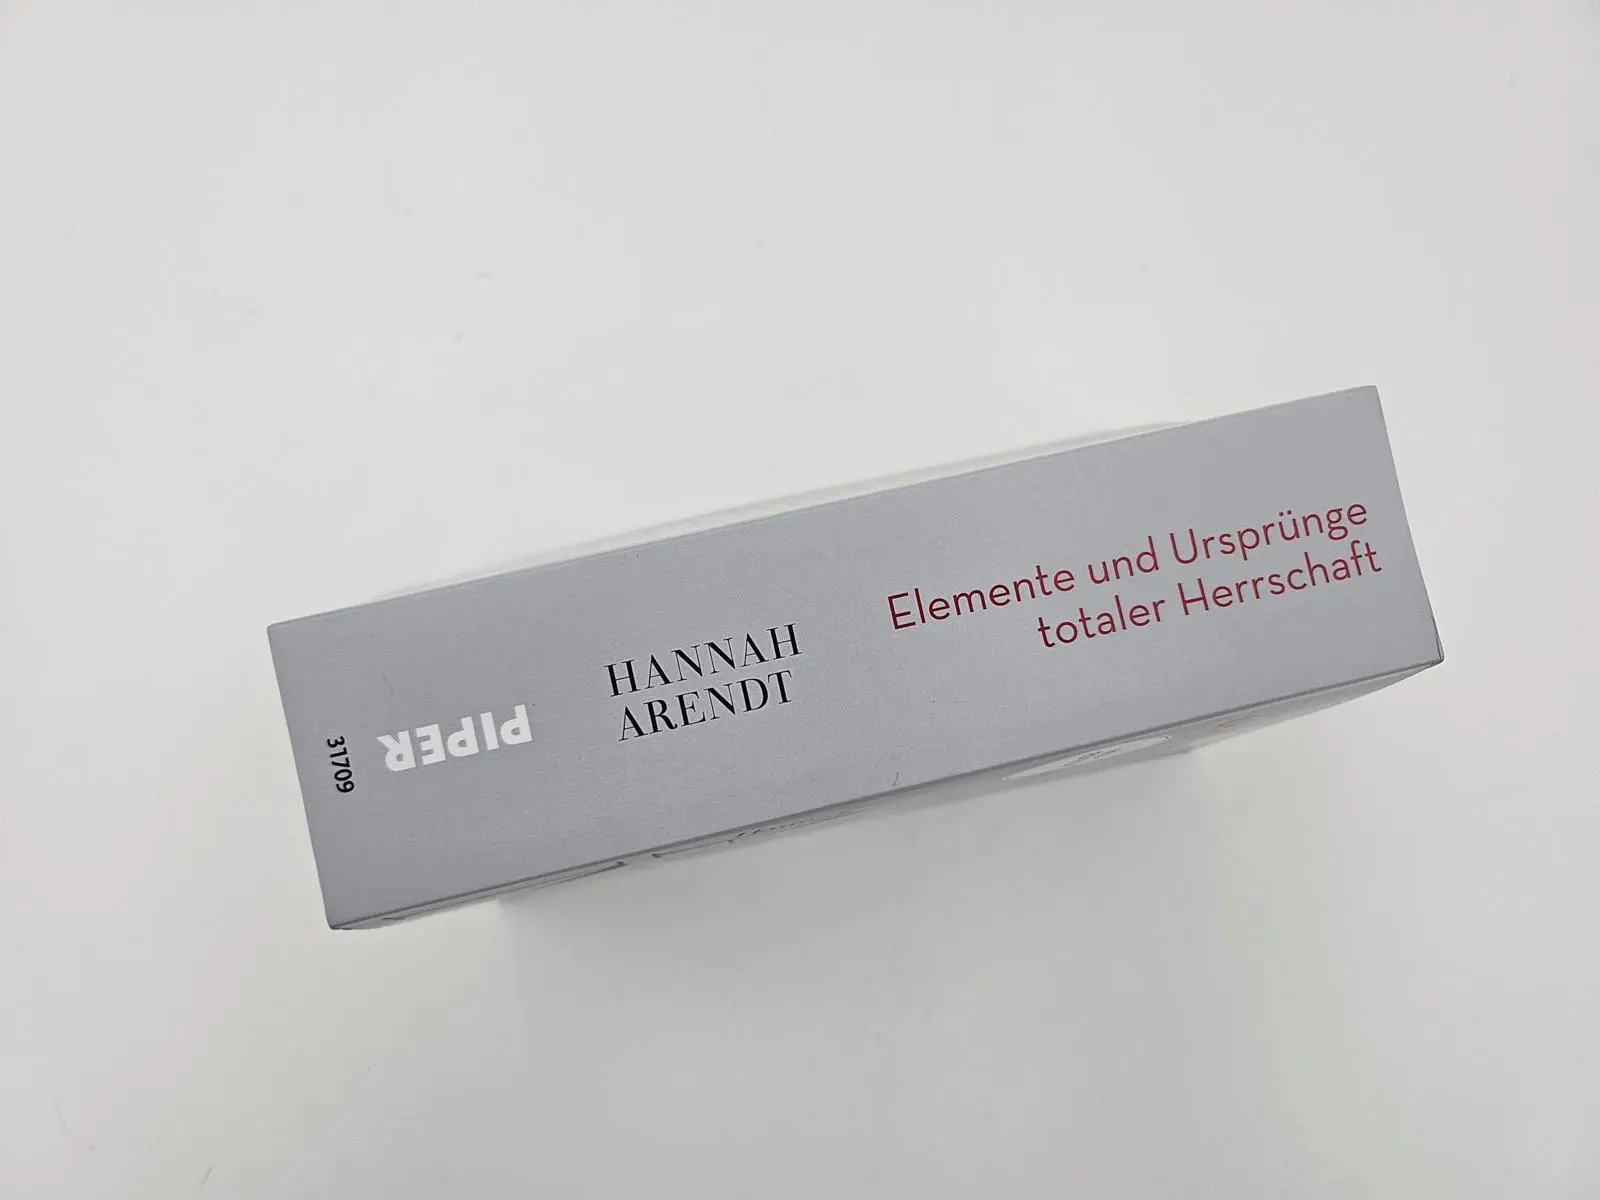 Elemente und Ursprünge
totaler Herrschaft
HANNAH
ARENDT
PIPER
31709